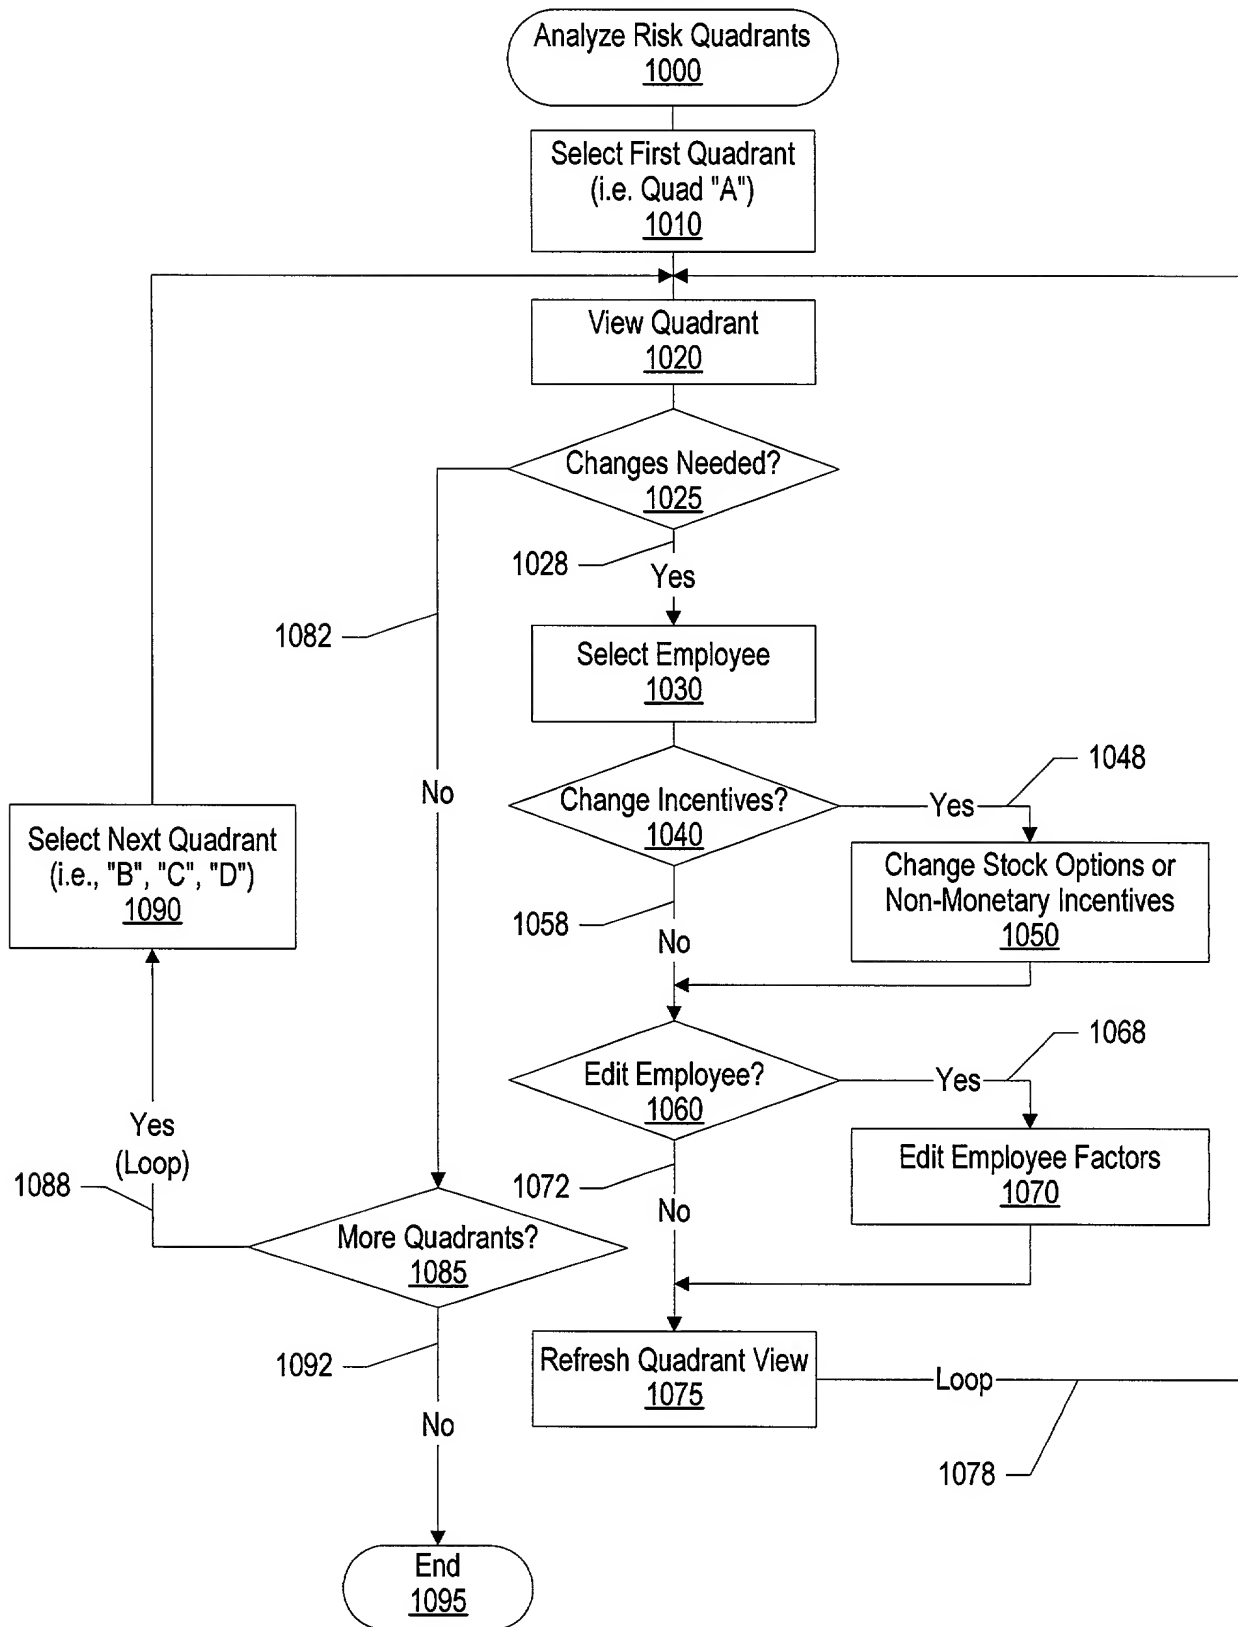 Analyze Risk Quadrants
1000
Select First Quadrant
(i.e. Quad "A")
1010
View Quadrant
1020
Changes Needed?
1025
1028
Yes
1082
Select Employee
1030
No
Change Incentives?
1040
Yes
1048
Select Next Quadrant
(i.e., "B", "C", "D")
1090
Change Stock Options or
Non-Monetary Incentives
1050
1058
No
Edit Employee?
1060
Yes
1068
Edit Employee Factors
1070
1072
No
Yes
(Loop)
1088
More Quadrants?
1085
1092
No
Refresh Quadrant View
1075
Loop
1078
End
1095